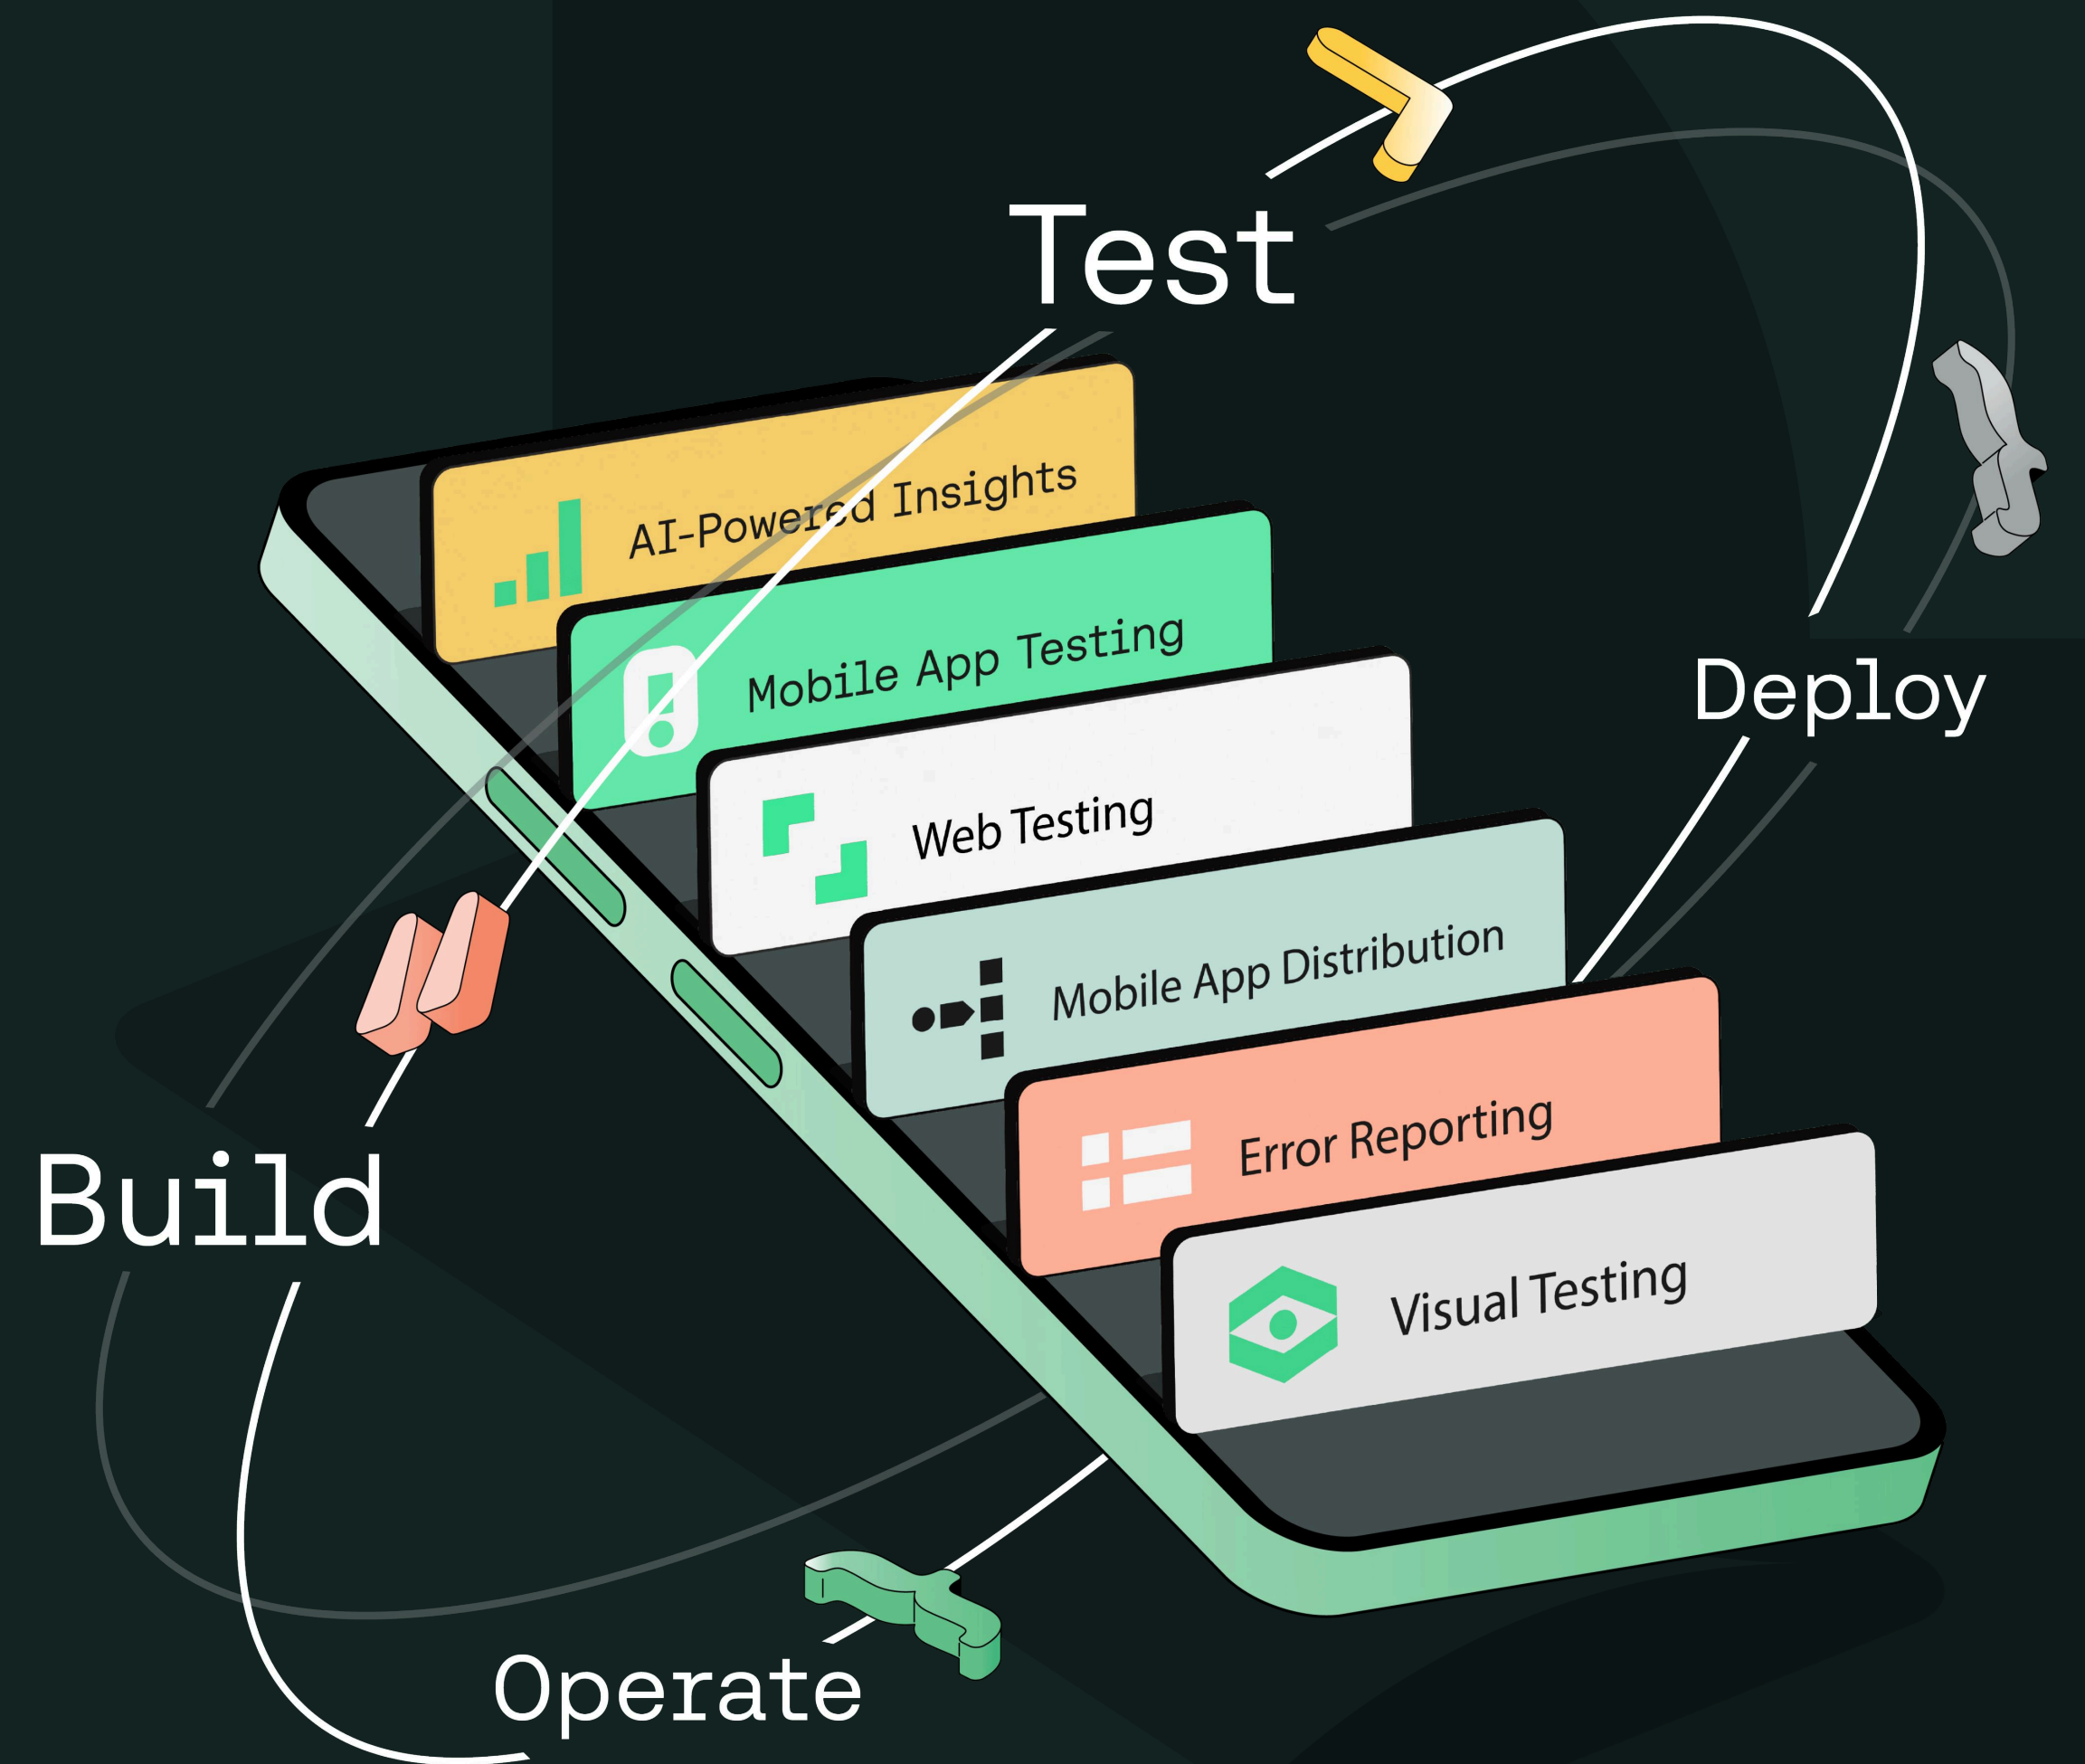 Test
AI-Powered Insights
Mobile App Testing
Deploy
Web Testing
Mobile App Distribution
Error Reporting
Build
Visual Testing
Operate